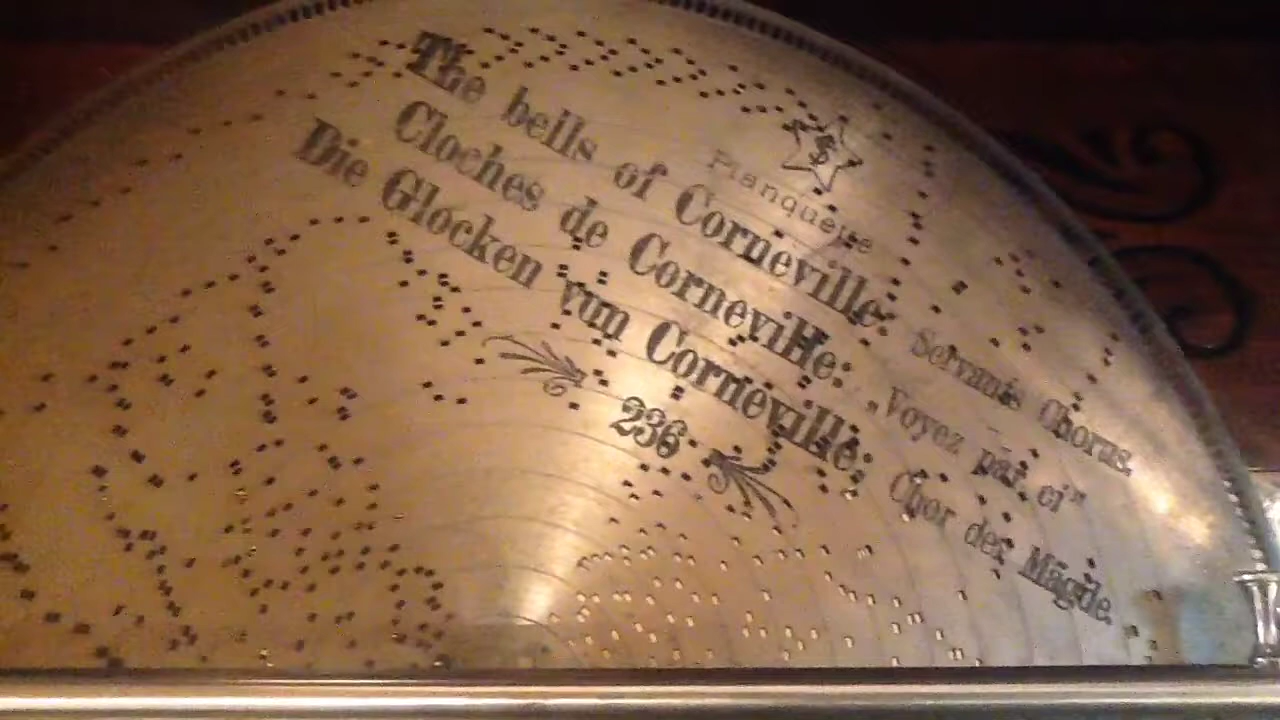 $
Planquette
The bells of Corneville: Servants Chorus.
Cloches de Corneville: „Voyez par ci"
Die Glocken von Corneville: Chor der Mägde.
236